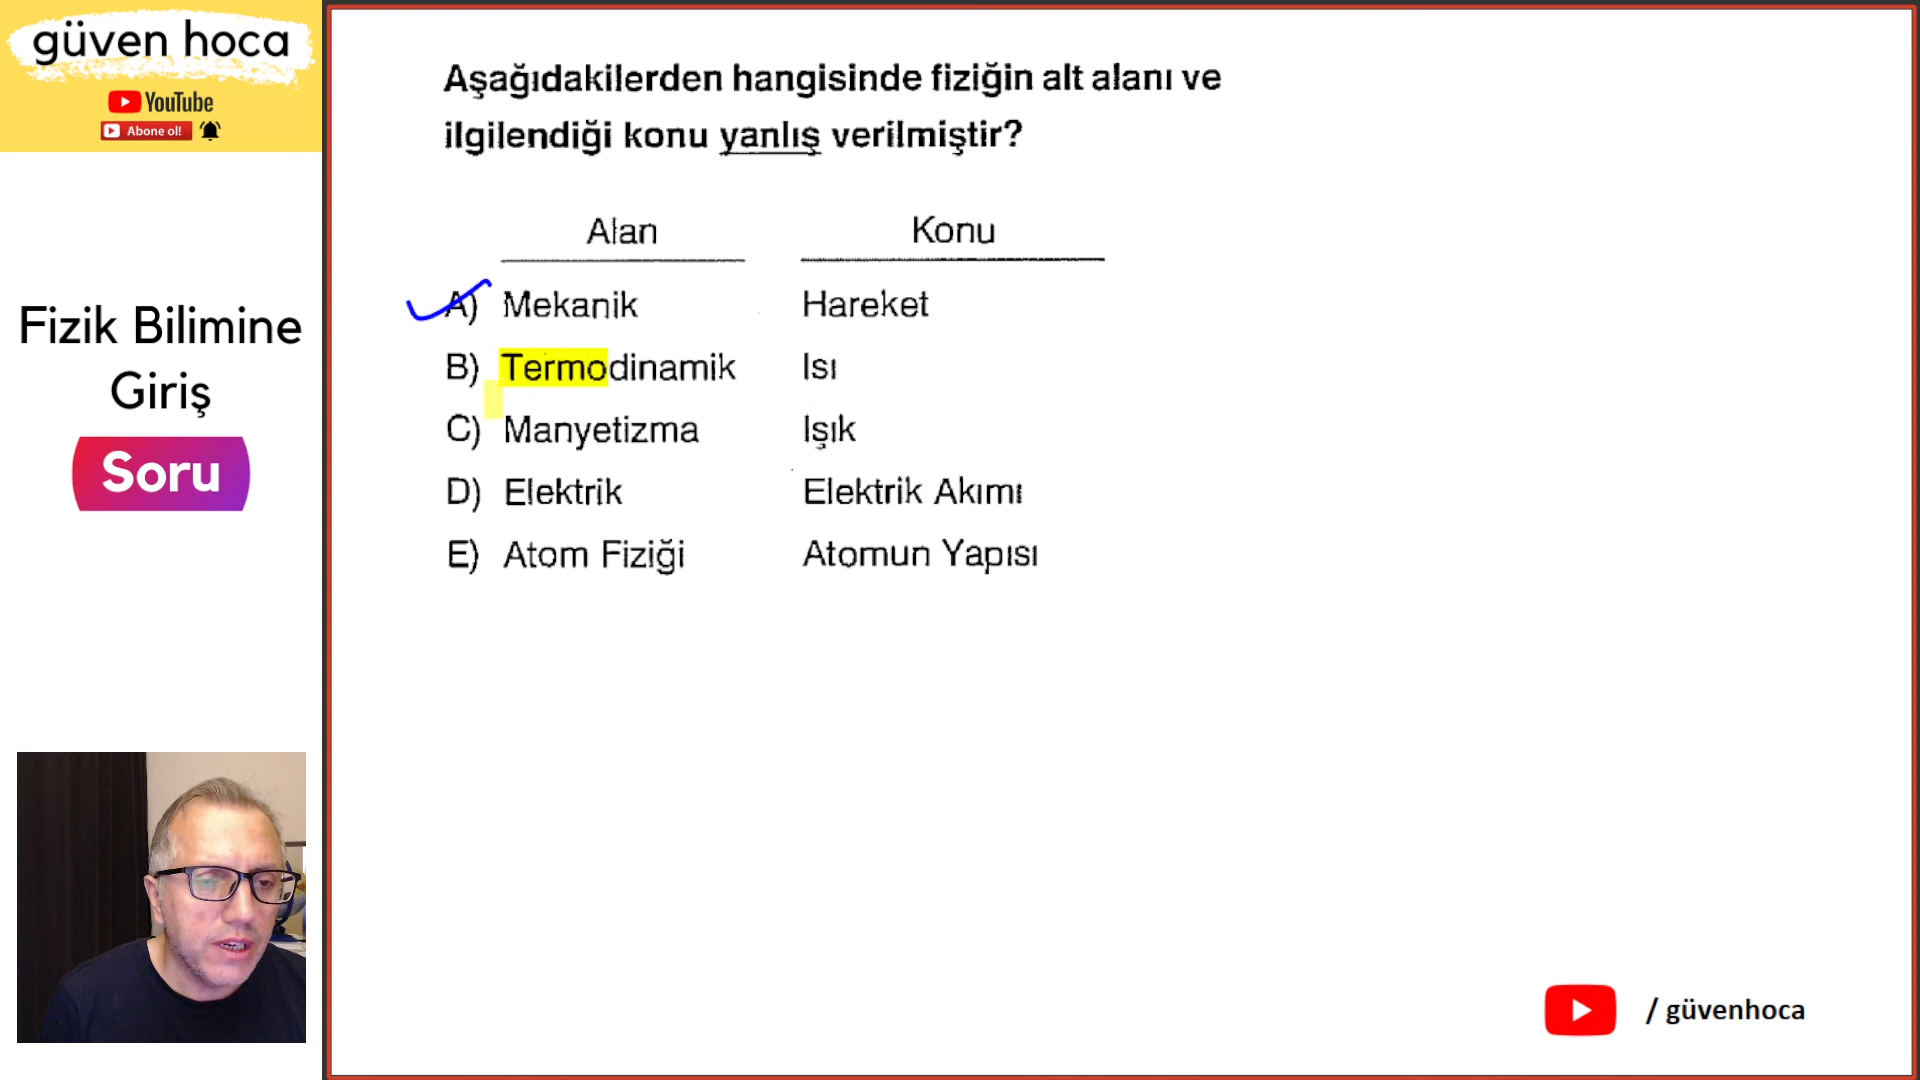 güven hoca
YouTube
Abone ol!
Fizik Bilimine
Giriş
Soru
Aşağıdakilerden hangisinde fiziğin alt alanı ve
ilgilendiği konu yanlış verilmiştir?
Alan Konu
A) Mekanik Hareket
B) Termodinamik Isı
C) Manyetizma Işık
D) Elektrik Elektrik Akımı
E) Atom Fiziği Atomun Yapısı
/ güvenhoca